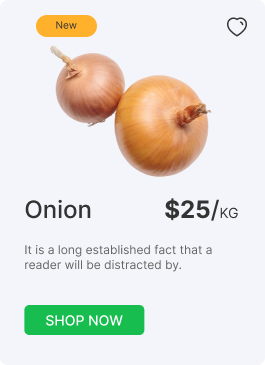 New
Onion $25/KG
It is a long established fact that a
reader will be distracted by.
SHOP NOW